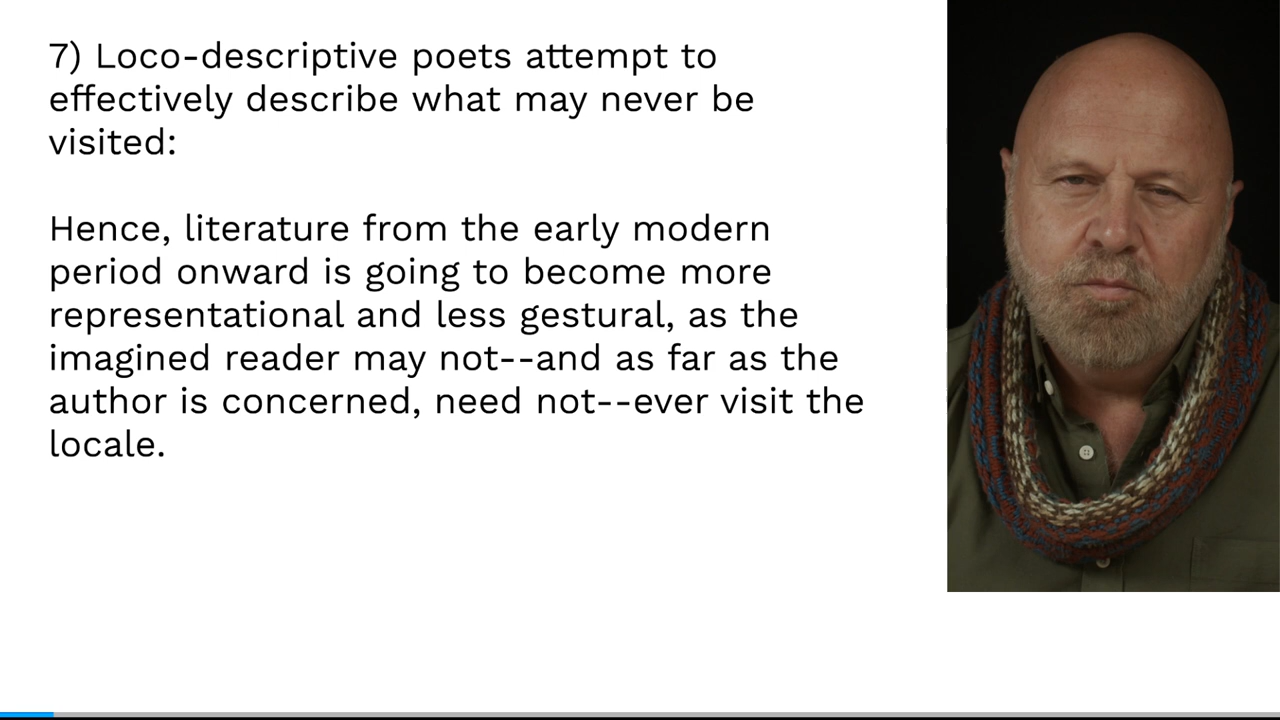 7) Loco-descriptive poets attempt to
effectively describe what may never be
visited:
Hence, literature from the early modern
period onward is going to become more
representational and less gestural, as the
imagined reader may not--and as far as the
author is concerned, need not--ever visit the
locale.